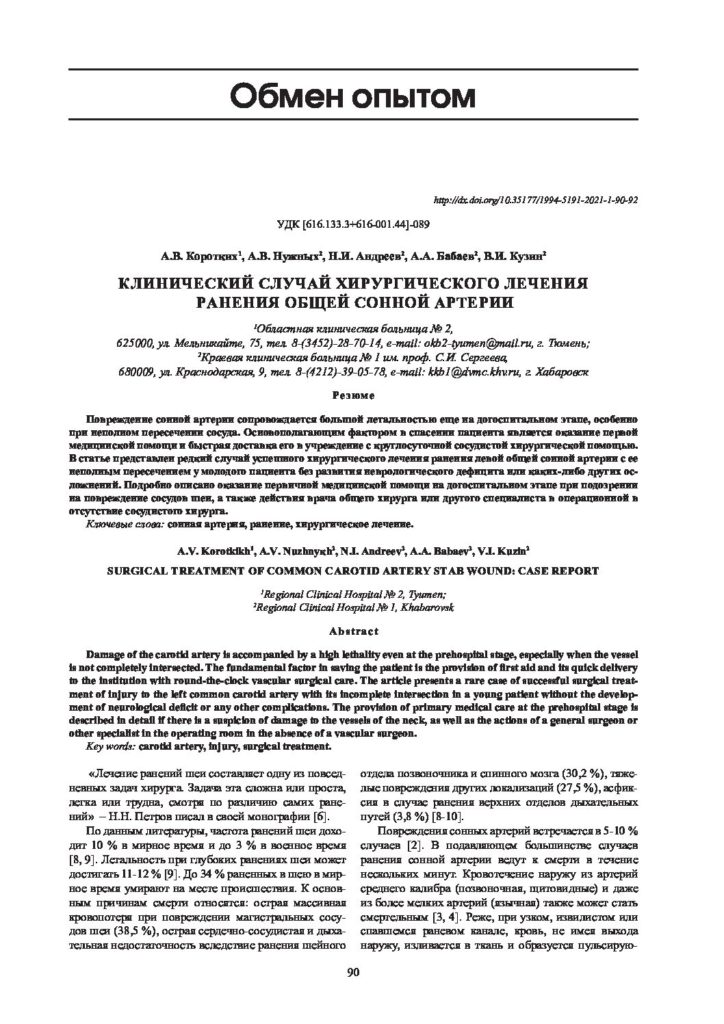 Обмен опытом
http://dx.doi.org/10.35177/1994-5191-2021-1-90-92
УДК [616.133.3+616-001.44]-089
А.В. Коротких¹, А.В. Нужных², Н.И. Андреев², А.А. Бабаев², В.И. Кузин²
КЛИНИЧЕСКИЙ СЛУЧАЙ ХИРУРГИЧЕСКОГО ЛЕЧЕНИЯ
РАНЕНИЯ ОБЩЕЙ СОННОЙ АРТЕРИИ
¹Областная клиническая больница № 2,
625000, ул. Мельникайте, 75, тел. 8-(3452)-28-70-14, e-mail: okb2-tyumen@mail.ru, г. Тюмень;
²Краевая клиническая больница № 1 им. проф. С.И. Сергеева,
680009, ул. Краснодарская, 9, тел. 8-(4212)-39-05-78, e-mail: kkb1@dvmc.khv.ru, г. Хабаровск
Резюме
Повреждение сонной артерии сопровождается большой летальностью еще на догоспитальном этапе, особенно
при неполном пересечении сосуда. Основополагающим фактором в спасении пациента является оказание первой
медицинской помощи и быстрая доставка его в учреждение с круглосуточной сосудистой хирургической помощью.
В статье представлен редкий случай успешного хирургического лечения ранения левой общей сонной артерии с ее
неполным пересечением у молодого пациента без развития неврологического дефицита или каких-либо других ос-
ложнений. Подробно описано оказание первичной медицинской помощи на догоспитальном этапе при подозрении
на повреждение сосудов шеи, а также действия врача общего хирурга или другого специалиста в операционной в
отсутствие сосудистого хирурга.
Ключевые слова: сонная артерия, ранение, хирургическое лечение.
A.V. Korotkikh¹, A.V. Nuzhnykh², N.I. Andreev², A.A. Babaev², V.I. Kuzin²
SURGICAL TREATMENT OF COMMON CAROTID ARTERY STAB WOUND: CASE REPORT
¹Regional Clinical Hospital № 2, Tyumen;
²Regional Clinical Hospital № 1, Khabarovsk
Abstract
Damage of the carotid artery is accompanied by a high lethality even at the prehospital stage, especially when the vessel
is not completely intersected. The fundamental factor in saving the patient is the provision of first aid and its quick delivery
to the institution with round-the-clock vascular surgical care. The article presents a rare case of successful surgical treat-
ment of injury to the left common carotid artery with its incomplete intersection in a young patient without the develop-
ment of neurological deficit or any other complications. The provision of primary medical care at the prehospital stage is
described in detail if there is a suspicion of damage to the vessels of the neck, as well as the actions of a general surgeon or
other specialist in the operating room in the absence of a vascular surgeon.
Key words: carotid artery, injury, surgical treatment.
«Лечение ранений шеи составляет одну из повсед-
невных задач хирурга. Задача эта сложна или проста,
легка или трудна, смотря по различию самих ране-
ний» – Н.Н. Петров писал в своей монографии [6].
По данным литературы, частота ранений шеи дохо-
дит 10 % в мирное время и до 3 % в военное время
[8, 9]. Летальность при глубоких ранениях шеи может
достигать 11-12 % [9]. До 34 % раненных в шею в мир-
ное время умирают на месте происшествия. К основ-
ным причинам смерти относятся: острая массивная
кровопотеря при повреждении магистральных сосу-
дов шеи (38,5 %), острая сердечно-сосудистая и дыха-
тельная недостаточность вследствие ранения шейного
отдела позвоночника и спинного мозга (30,2 %), тяже-
лые повреждения других локализаций (27,5 %), асфик-
сия в случае ранения верхних отделов дыхательных
путей (3,8 %) [8-10].
Повреждения сонных артерий встречается в 5-10 %
случаев [2]. В подавляющем большинстве случаев
ранения сонной артерии ведут к смерти в течение
нескольких минут. Кровотечение наружу из артерий
среднего калибра (позвоночная, щитовидные) и даже
из более мелких артерий (язычная) также может стать
смертельным [3, 4]. Реже, при узком, извилистом или
спавшемся раневом канале, кровь, не имея выхода
наружу, изливается в ткань и образуется пульсирую-
90